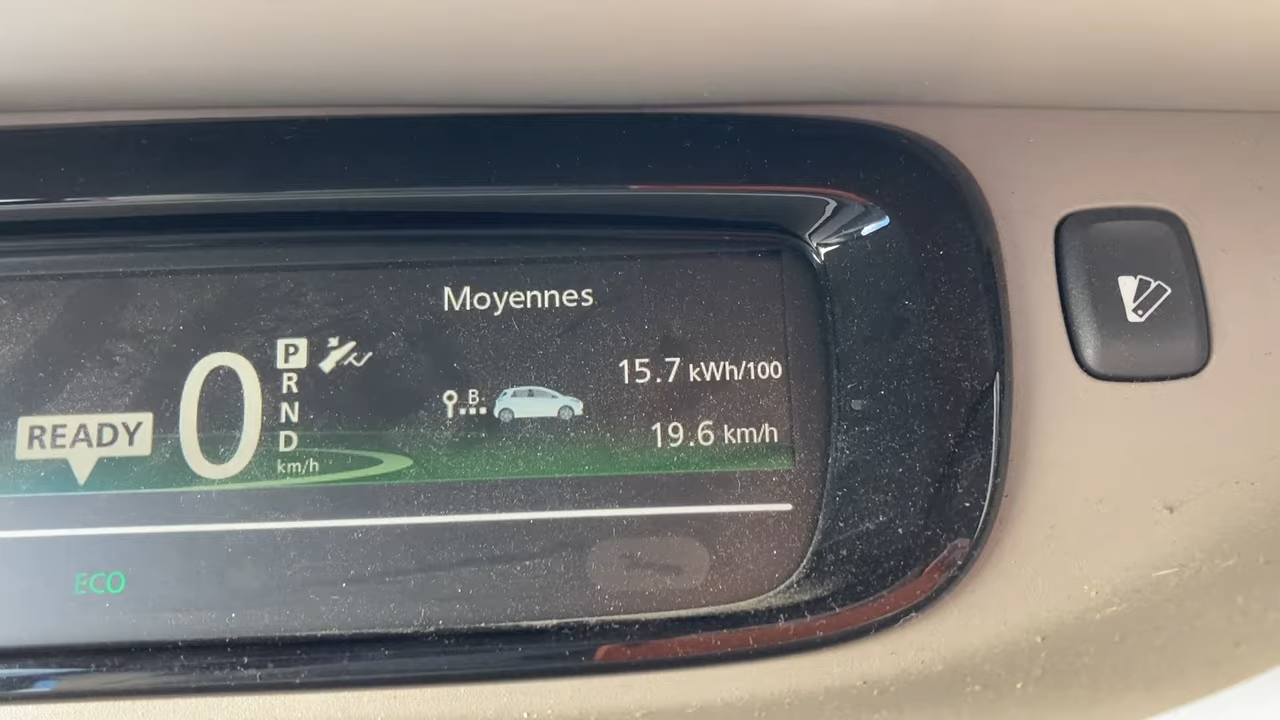 Moyennes
READY
0
P
R
N
D
km/h
B
15.7 kWh/100
19.6 km/h
ECO